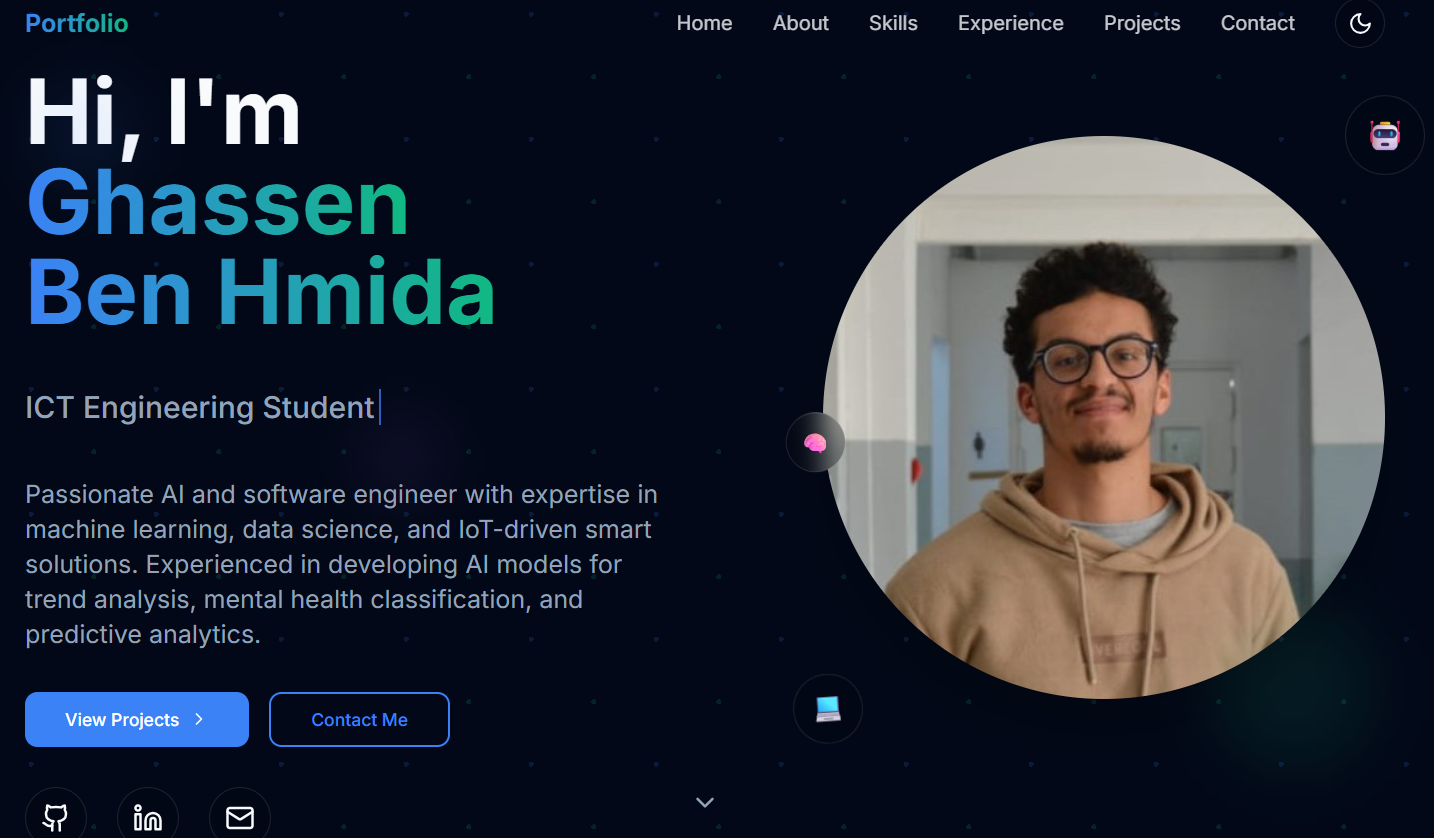 Portfolio
Home
About
Skills
Experience
Projects
Contact
Hi, I'm
Ghassen
Ben Hmida
ICT Engineering Student
Passionate AI and software engineer with expertise in
machine learning, data science, and IoT-driven smart
solutions. Experienced in developing AI models for
trend analysis, mental health classification, and
predictive analytics.
View Projects
Contact Me